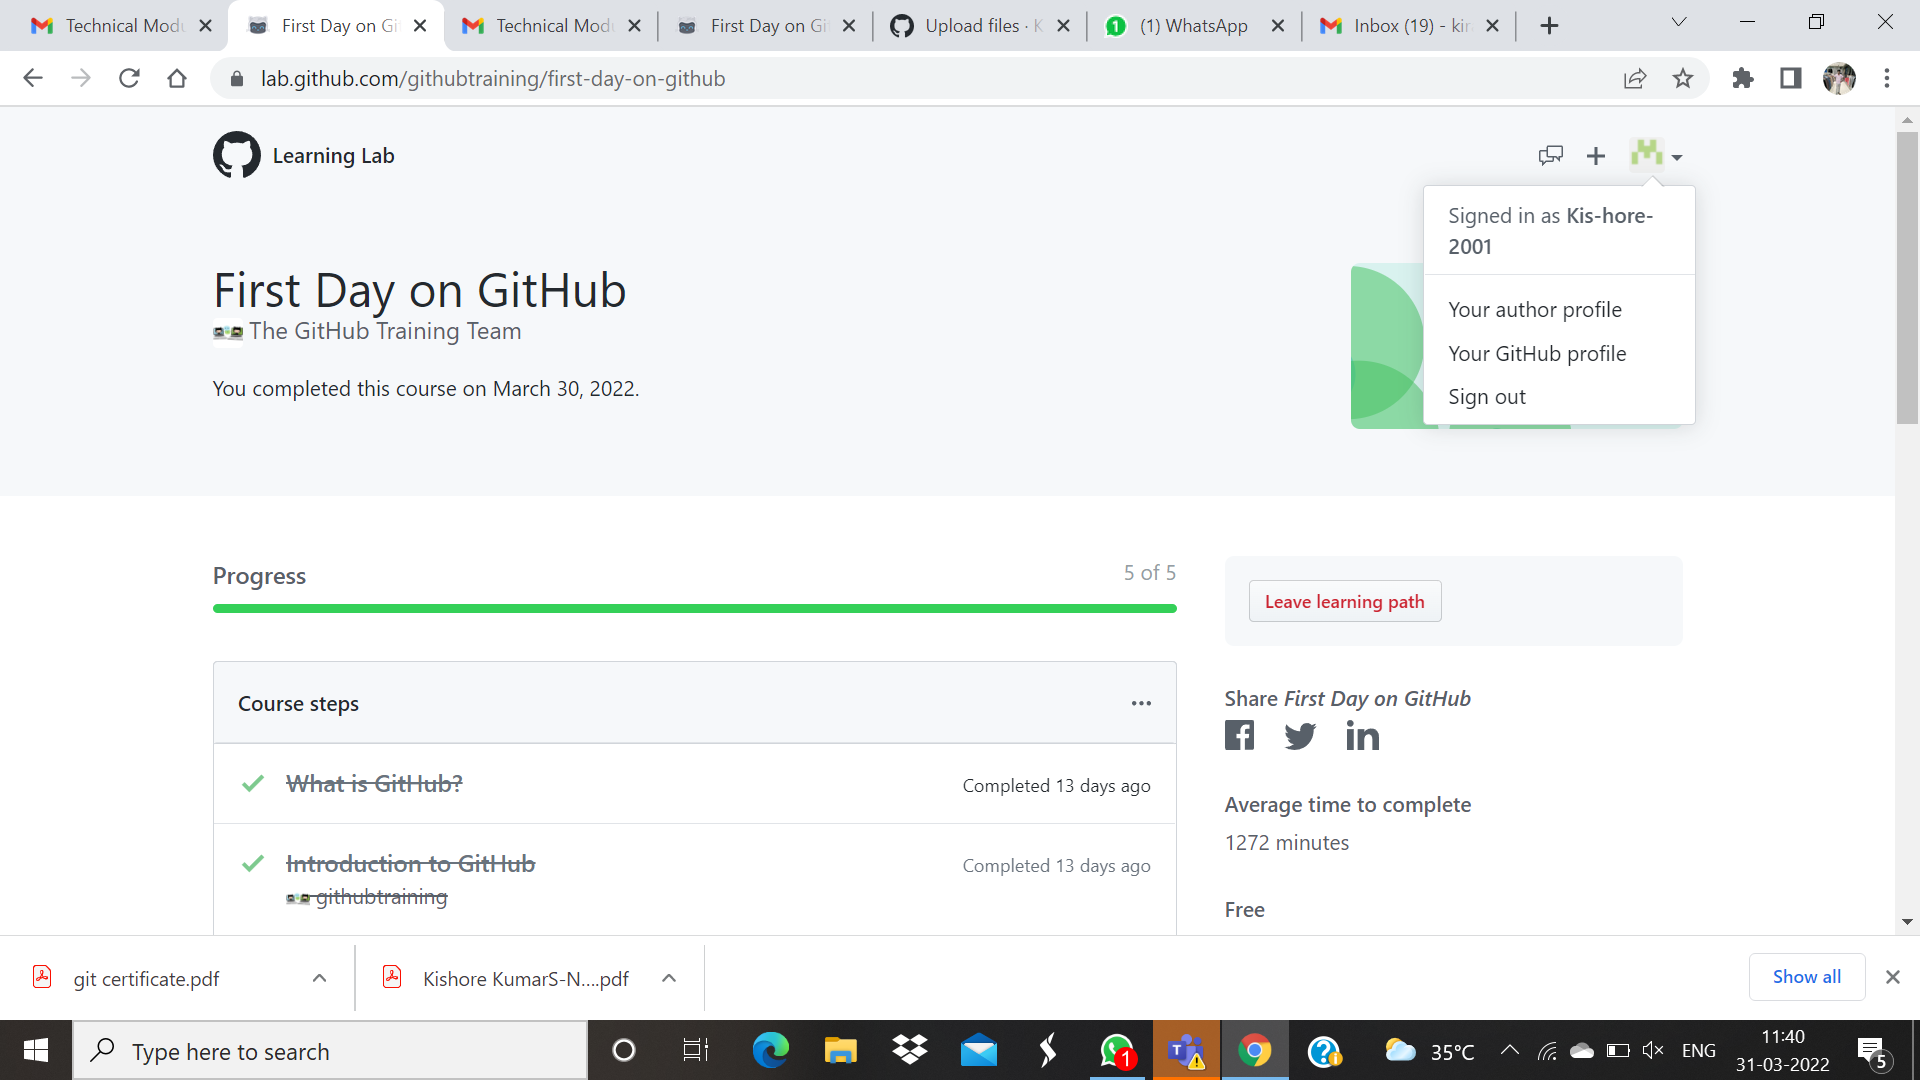 Technical Modu
First Day on Git
Technical Modu
First Day on Git
Upload files · K
(1) WhatsApp
Inbox (19) - kira
lab.github.com/githubtraining/first-day-on-github
Learning Lab
Signed in as Kis-hore-
2001
Your author profile
Your GitHub profile
Sign out
First Day on GitHub
The GitHub Training Team
You completed this course on March 30, 2022.
Progress
5 of 5
Leave learning path
Course steps
What is GitHub?
Completed 13 days ago
Introduction to GitHub
Completed 13 days ago
githubtraining
Share First Day on GitHub
Average time to complete
1272 minutes
Free
git certificate.pdf
Kishore KumarS-N....pdf
Show all
Type here to search
1
35°C
ENG
11:40
31-03-2022
5